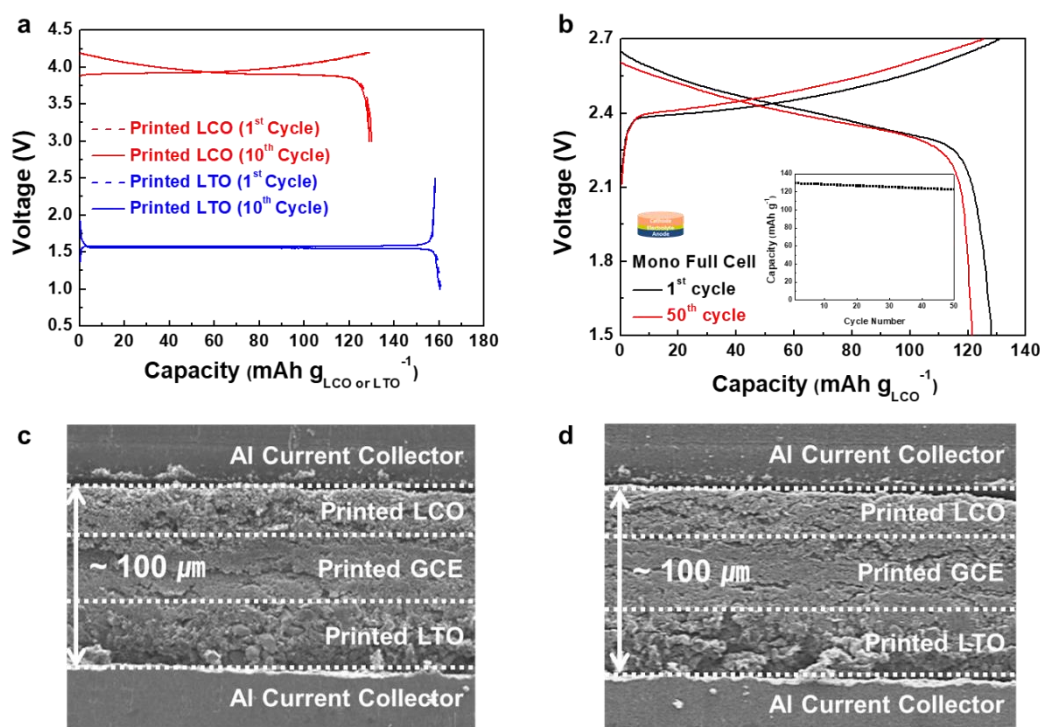 a
4.5
4.0
3.5
3.0
2.5
2.0
1.5
1.0
0.5
Voltage (V)
Printed LCO (1st Cycle)
Printed LCO (10th Cycle)
Printed LTO (1st Cycle)
Printed LTO (10th Cycle)
0 20 40 60 80 100 120 140 160 180
Capacity (mAh gLCO or LTO-1)
b
2.7
2.4
2.1
1.8
1.5
Voltage (V)
Cathode
Electrolyte
Anode
Mono Full Cell
1st cycle
50th cycle
140
120
100
80
60
40
20
0
Capacity (mAh g-1)
10 20 30 40 50
Cycle Number
0 20 40 60 80 100 120 140
Capacity (mAh gLCO-1)
c
Al Current Collector
Printed LCO
~ 100 μm
Printed GCE
Printed LTO
Al Current Collector
d
Al Current Collector
Printed LCO
~ 100 μm
Printed GCE
Printed LTO
Al Current Collector